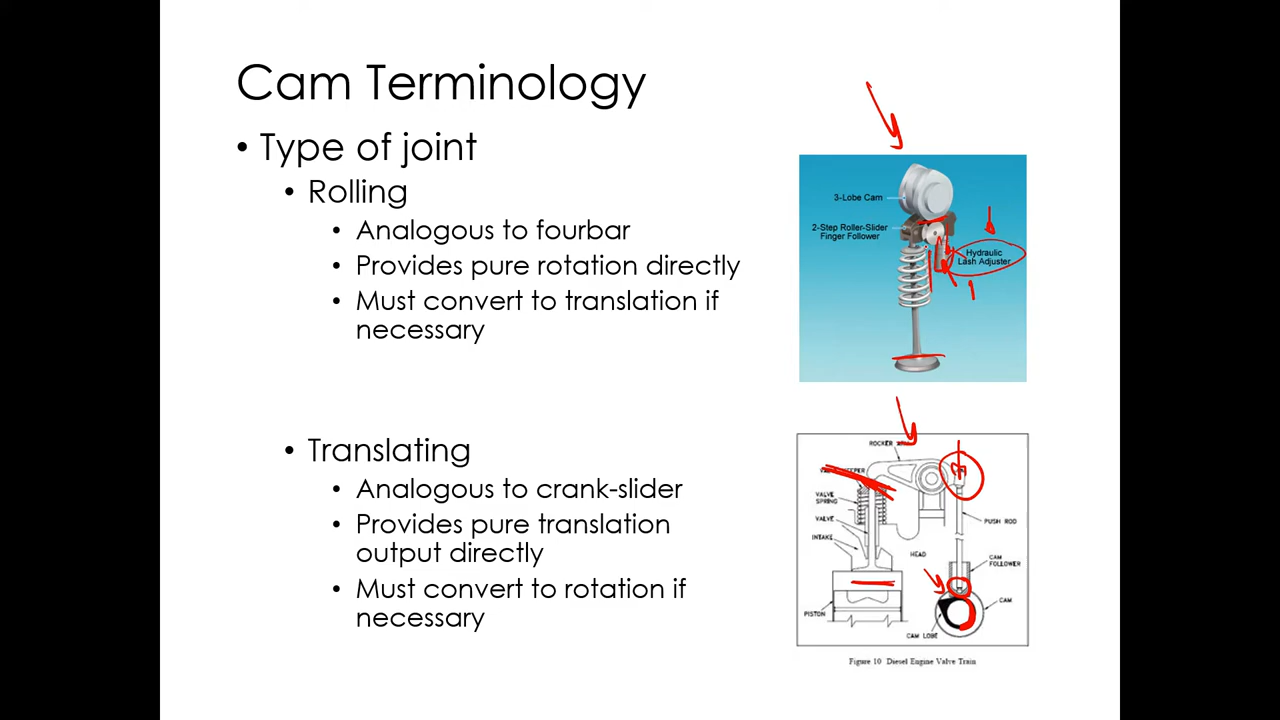 Cam Terminology
• Type of joint
• Rolling
• Analogous to fourbar
• Provides pure rotation directly
• Must convert to translation if
necessary
• Translating
• Analogous to crank-slider
• Provides pure translation
output directly
• Must convert to rotation if
necessary
3-Lobe Cam
2-Step Roller-Slider
Finger Follower
Hydraulic
Lash Adjuster
ROCKER
VALVE
SPRING
VALVE
INTAKE
PUSH ROD
HEAD
CAM
FOLLOWER
CAM
PISTON
CAM LOBE
Figure 10 Diesel Engine Valve Train